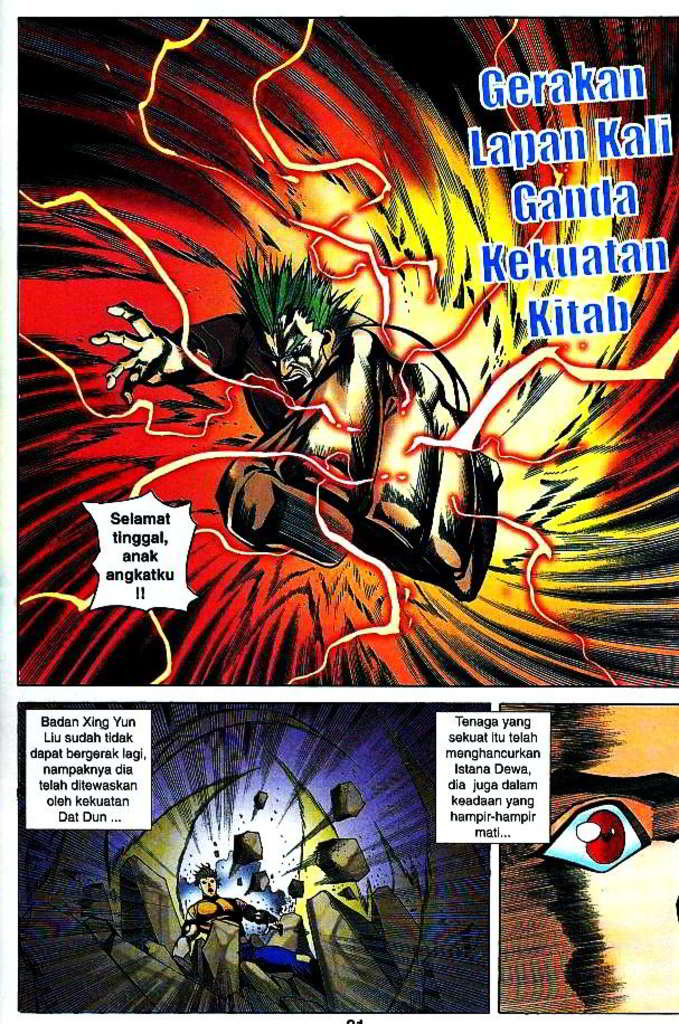 Gerakan
Lapan Kali
Ganda
Kekuatan
Kitab
Selamat
tinggal,
anak
angkatku
!!
Badan Xing Yun
Liu sudah tidak
dapat bergerak lagi,
nampaknya dia
telah ditewaskan
oleh kekuatan
Dat Dun ...
Tenaga yang
sekuat itu telah
menghancurkan
Istana Dewa,
dia juga dalam
keadaan yang
hampir-hampir
mati...